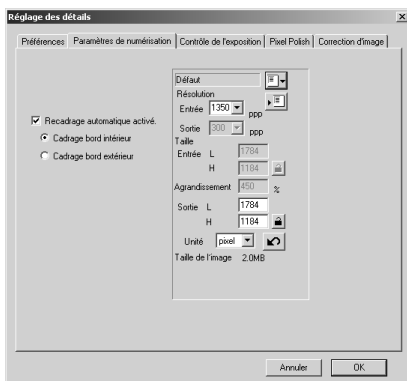 Réglage des détails
Préférences Paramètres de numérisation Contrôle de l'exposition Pixel Polish Correction d'image
Recadrage automatique activé.
Cadrage bord intérieur
Cadrage bord extérieur
Défaut
Résolution
Entrée 1350 ppp
Sortie 300 ppp
Taille
Entrée L 1784
H 1184
Agrandissement 450 %
Sortie L 1784
H 1184
Unité pixel
Taille de l'image 2.0MB
Annuler OK